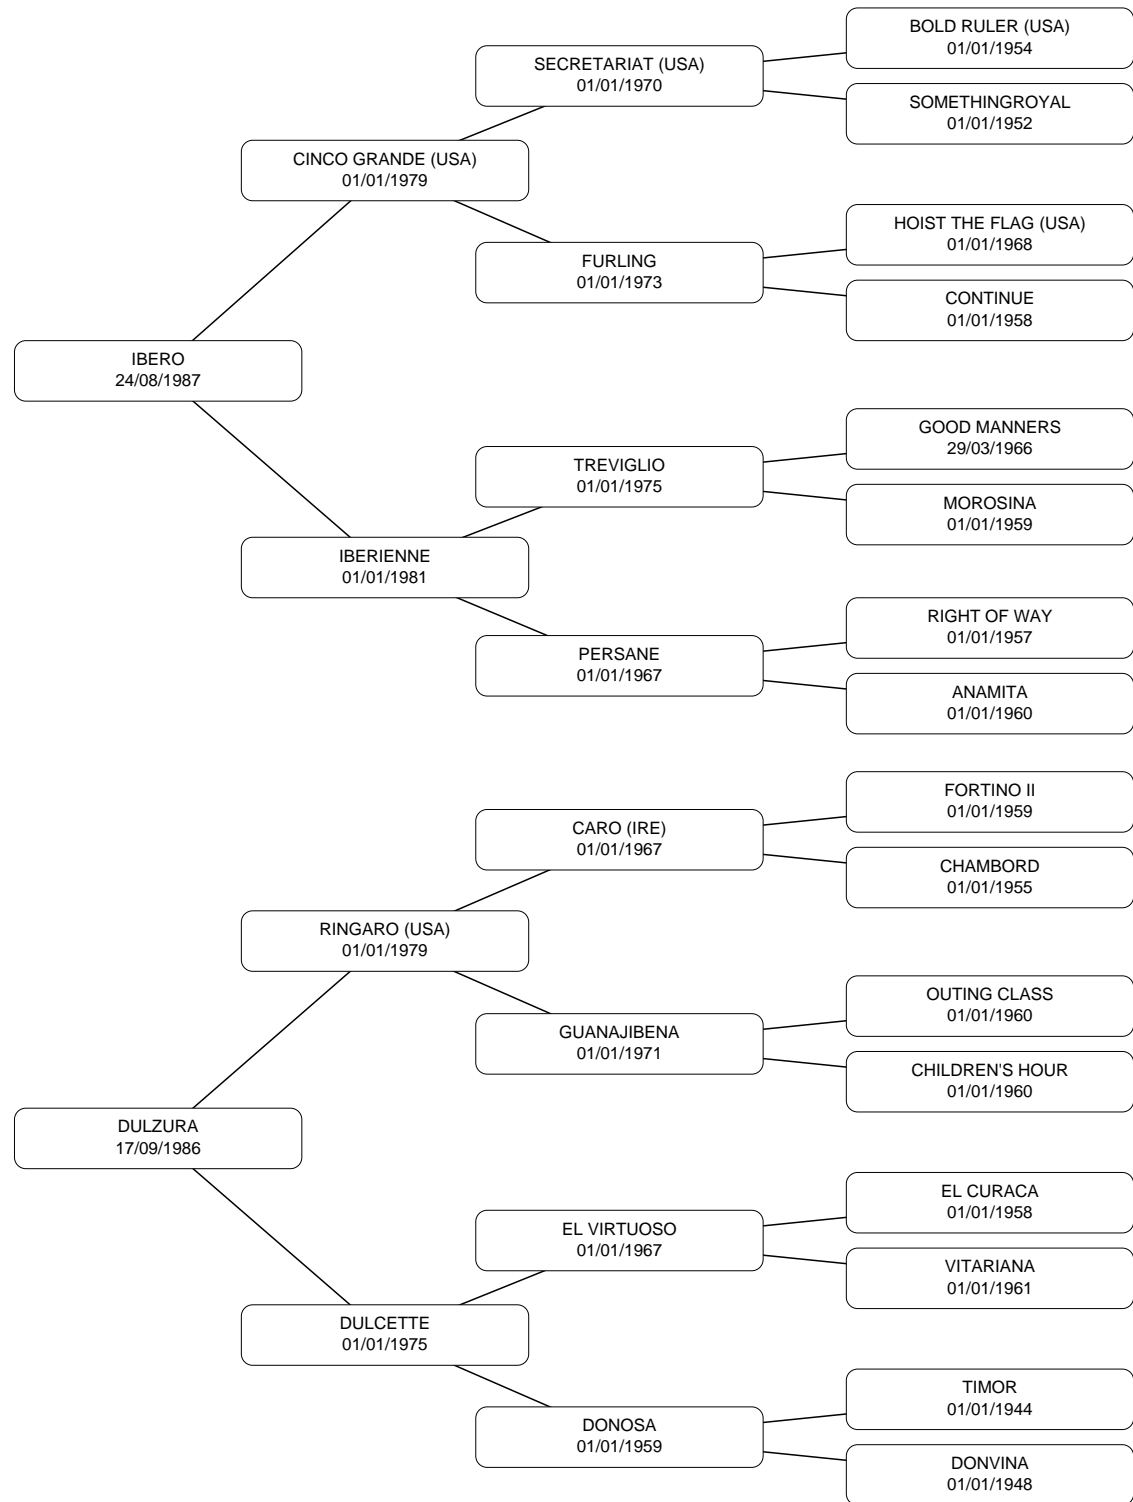 BOLD RULER (USA)
01/01/1954
SECRETARIAT (USA)
01/01/1970
SOMETHINGROYAL
01/01/1952
CINCO GRANDE (USA)
01/01/1979
HOIST THE FLAG (USA)
01/01/1968
FURLING
01/01/1973
CONTINUE
01/01/1958
IBERO
24/08/1987
GOOD MANNERS
29/03/1966
TREVIGLIO
01/01/1975
MOROSINA
01/01/1959
IBERIENNE
01/01/1981
RIGHT OF WAY
01/01/1957
PERSANE
01/01/1967
ANAMITA
01/01/1960
FORTINO II
01/01/1959
CARO (IRE)
01/01/1967
CHAMBORD
01/01/1955
RINGARO (USA)
01/01/1979
OUTING CLASS
01/01/1960
GUANAJIBENA
01/01/1971
CHILDREN'S HOUR
01/01/1960
DULZURA
17/09/1986
EL CURACA
01/01/1958
EL VIRTUOSO
01/01/1967
VITARIANA
01/01/1961
DULCETTE
01/01/1975
TIMOR
01/01/1944
DONOSA
01/01/1959
DONVINA
01/01/1948